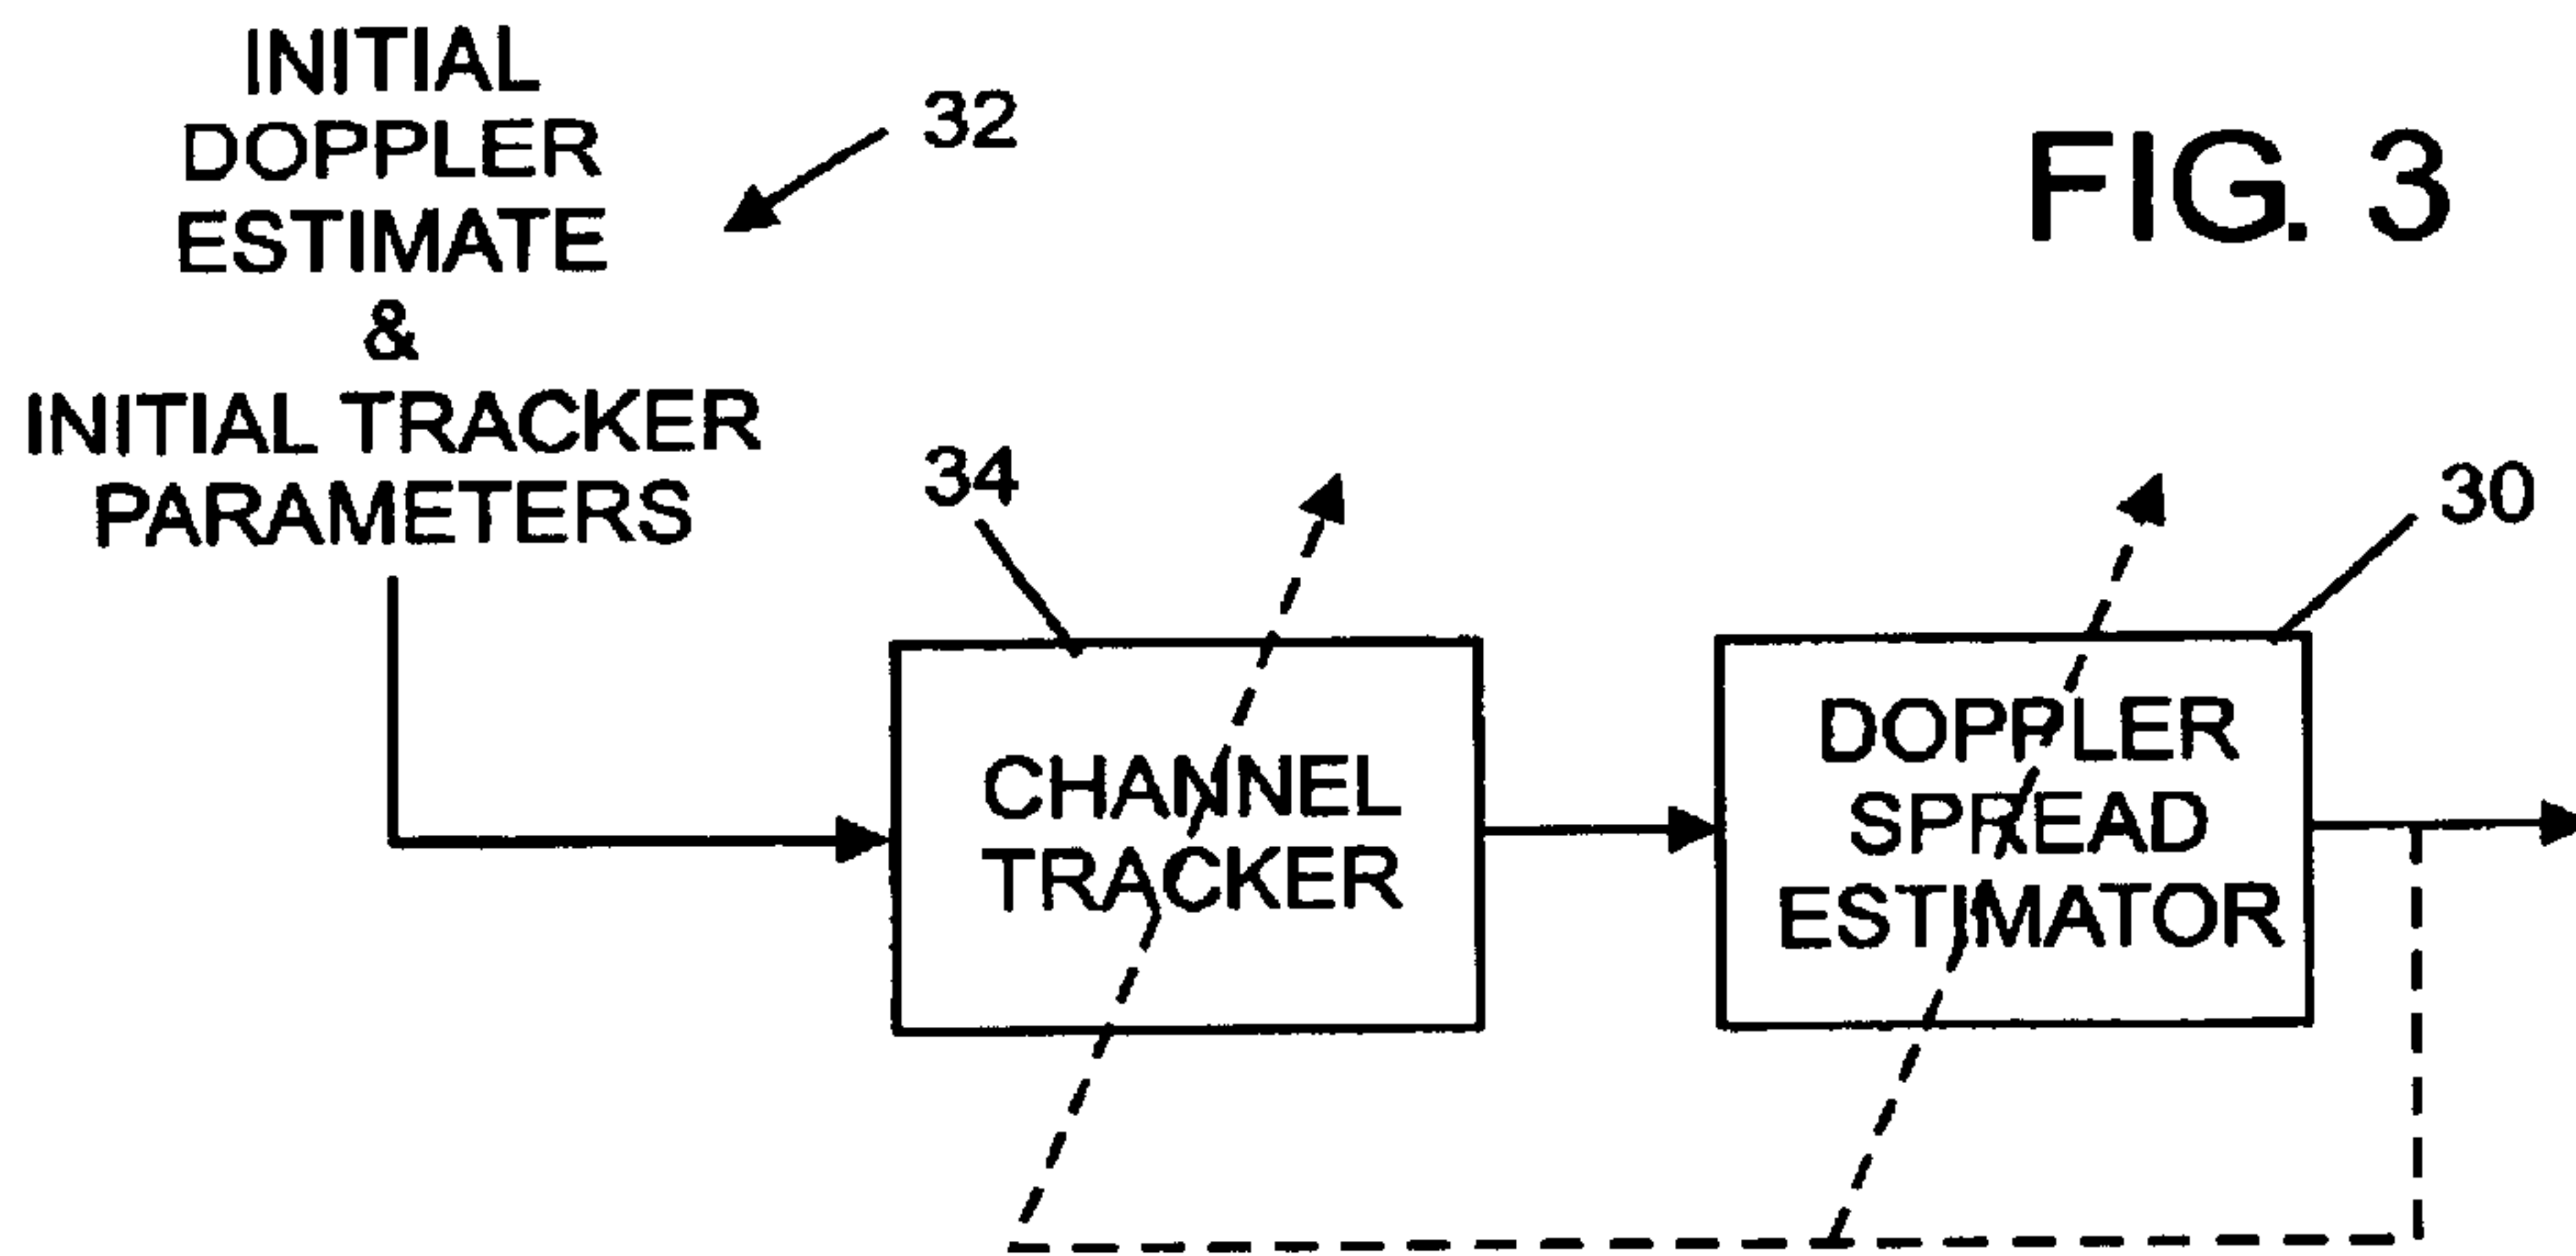 INITIAL
DOPPLER
ESTIMATE
&
INITIAL TRACKER
PARAMETERS
32
FIG. 3
34
30
CHANNEL
TRACKER
DOPPLER
SPREAD
ESTIMATOR